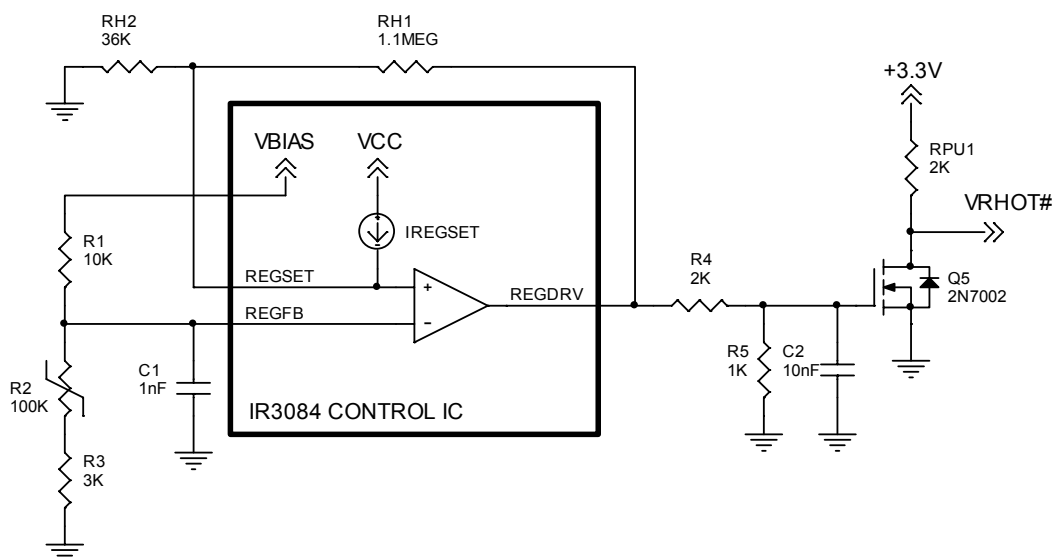 RH2
36K
RH1
1.1MEG
+3.3V
VBIAS
VCC
RPU1
2K
VRHOT#
R1
10K
IREGSET
REGSET
+
REGDRV
R4
2K
Q5
2N7002
REGFB
-
R2
100K
C1
1nF
R5
1K
C2
10nF
IR3084 CONTROL IC
R3
3K